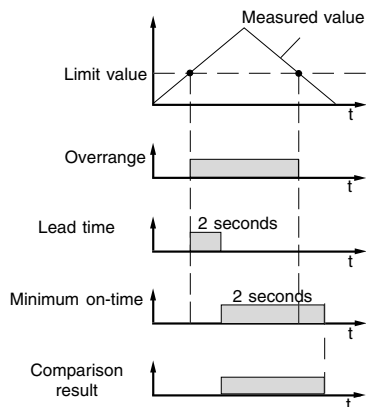 Measured value
Limit value
t
Overrange
t
2 seconds
Lead time
t
2 seconds
Minimum on-time
t
Comparison
result
t